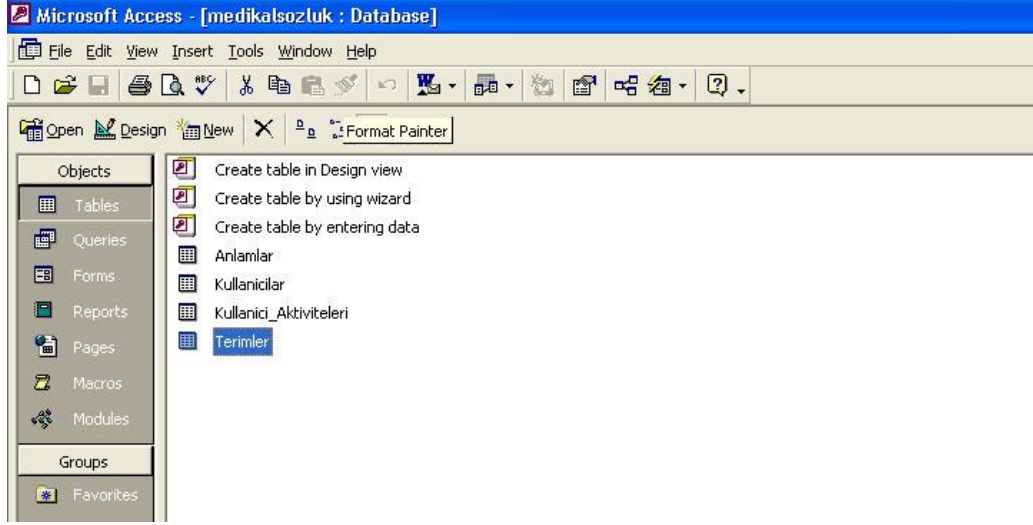 Microsoft Access - [medikalsozluk : Database]
File Edit View Insert Tools Window Help
ABC
Open Design New
Format Painter
Objects
Tables
Queries
Forms
Reports
Pages
Macros
Modules
Groups
Favorites
Create table in Design view
Create table by using wizard
Create table by entering data
Anlamlar
Kullanicilar
Kullanici_Aktiviteleri
Terimler